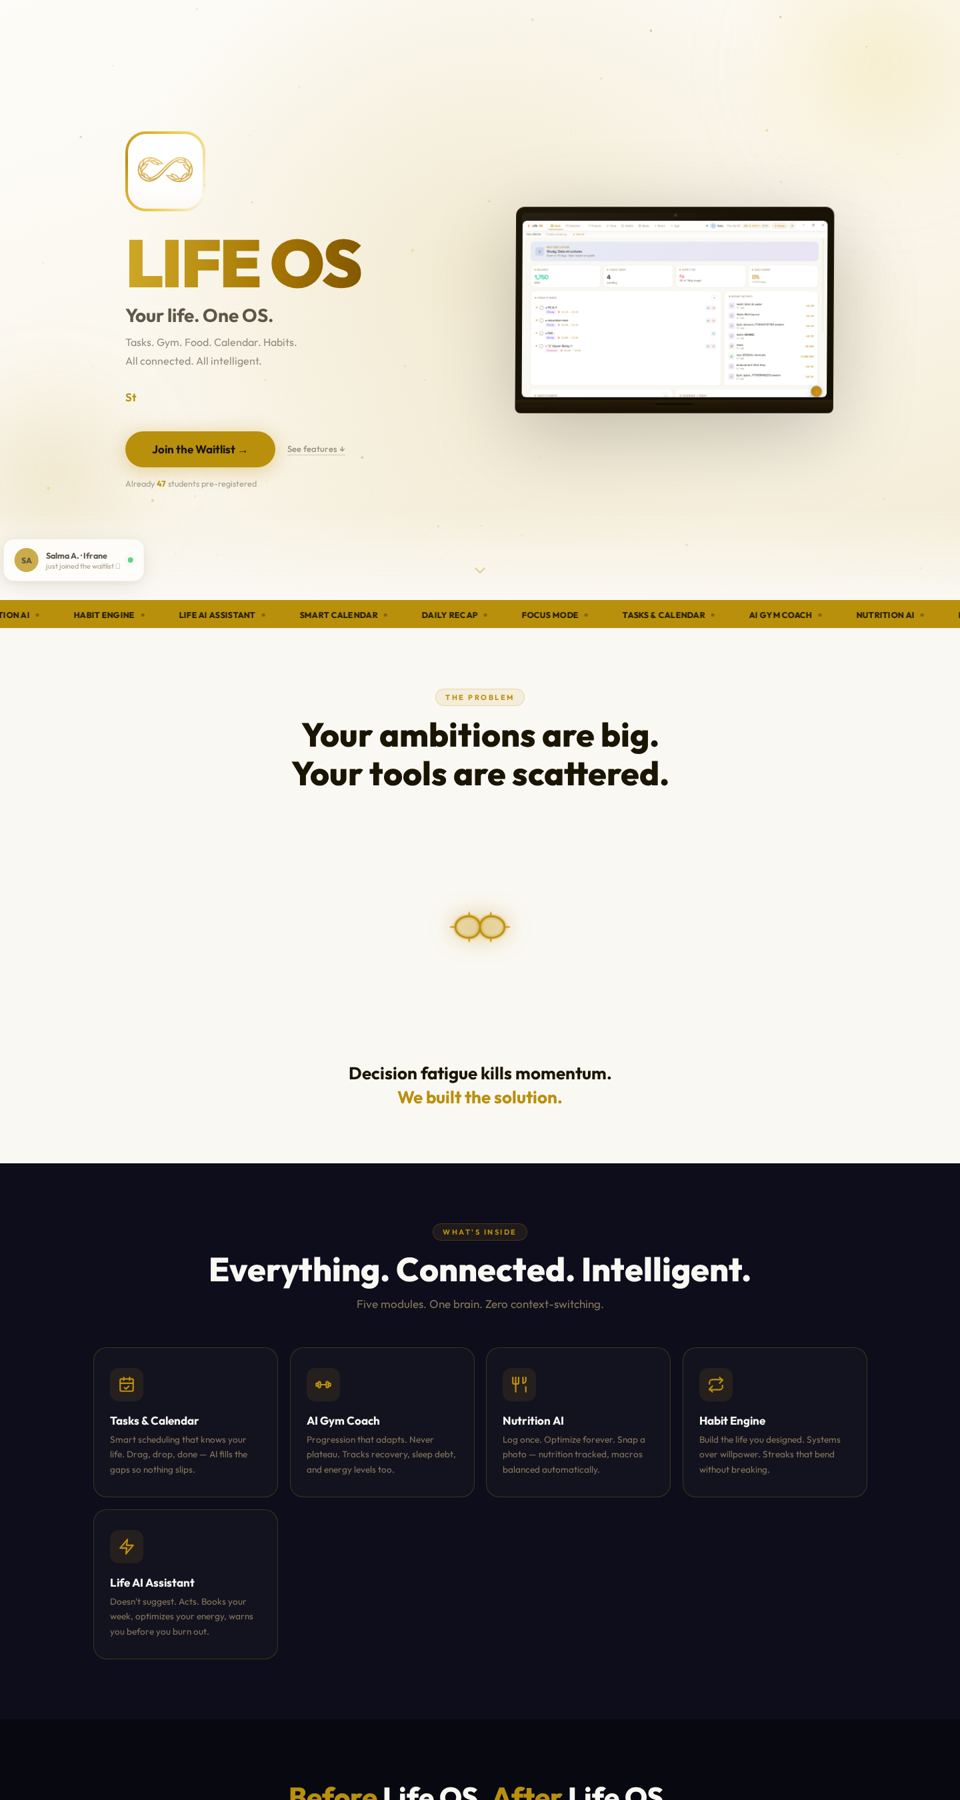 LIFE OS
Your life. One OS.
Tasks. Gym. Food. Calendar. Habits.
All connected. All intelligent.
St
Join the Waitlist →
See features ↓
Already 47 students pre-registered
SA
Salma A. · Ifrane
just joined the waitlist
HABIT ENGINE
LIFE AI ASSISTANT
SMART CALENDAR
DAILY RECAP
FOCUS MODE
TASKS & CALENDAR
AI GYM COACH
NUTRITION AI
THE PROBLEM
Your ambitions are big.
Your tools are scattered.
Decision fatigue kills momentum.
We built the solution.
WHAT'S INSIDE
Everything. Connected. Intelligent.
Five modules. One brain. Zero context-switching.
Tasks & Calendar
Smart scheduling that knows your
life. Drag, drop, done — AI fills the
gaps so nothing slips.
AI Gym Coach
Progression that adapts. Never
plateau. Tracks recovery, sleep debt,
and energy levels too.
Nutrition AI
Log once. Optimize forever. Snap a
photo — nutrition tracked, macros
balanced automatically.
Habit Engine
Build the life you designed. Systems
over willpower. Streaks that bend
without breaking.
Life AI Assistant
Doesn't suggest. Acts. Books your
week, optimizes your energy, warns
you before you burn out.
Before Life OS. After Life OS.